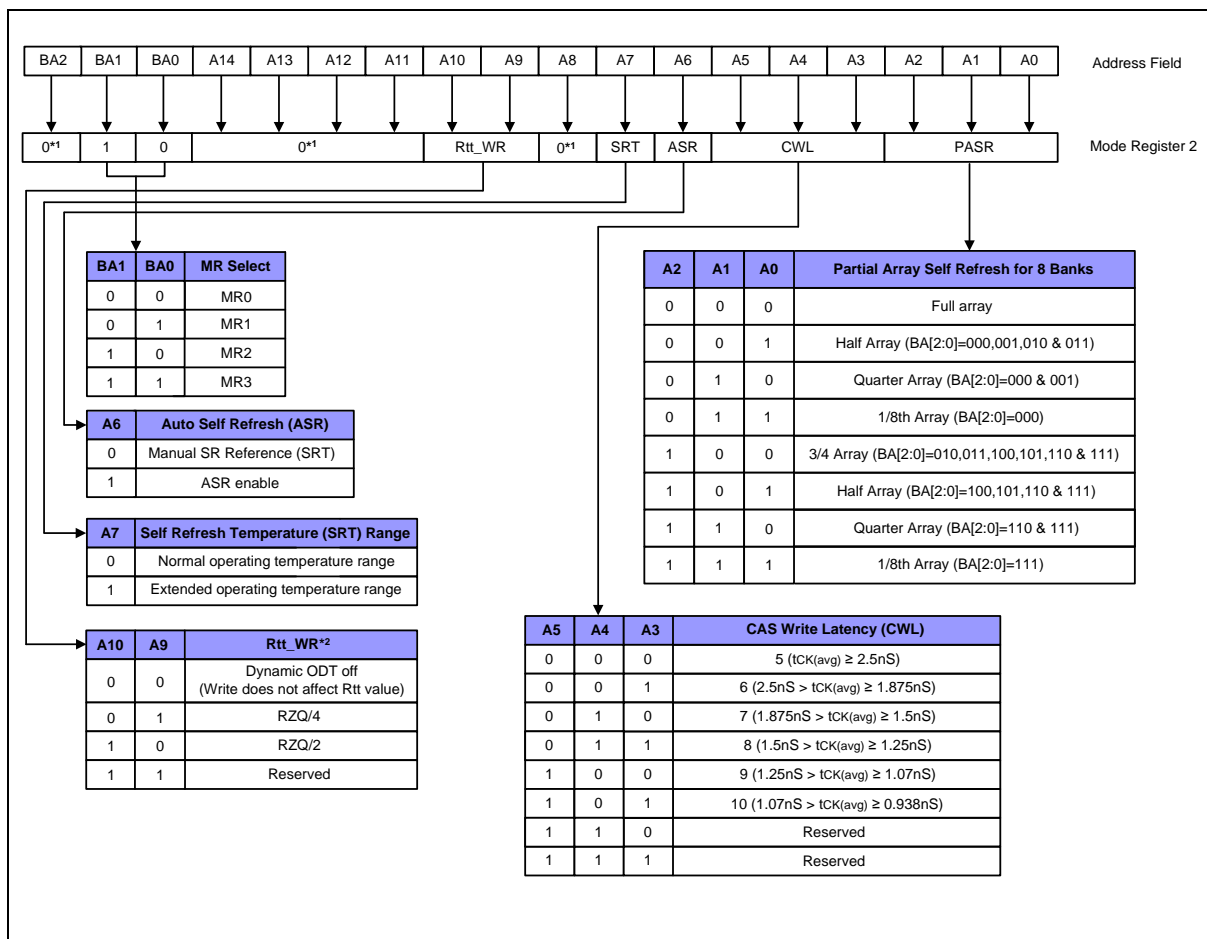 BA2 BA1 BA0 A14 A13 A12 A11 A10 A9 A8 A7 A6 A5 A4 A3 A2 A1 A0 Address Field
0*1 1 0 0*1 Rtt_WR 0*1 SRT ASR CWL PASR Mode Register 2
BA1 BA0 MR Select
0 0 MR0
0 1 MR1
1 0 MR2
1 1 MR3
A6 Auto Self Refresh (ASR)
0 Manual SR Reference (SRT)
1 ASR enable
A7 Self Refresh Temperature (SRT) Range
0 Normal operating temperature range
1 Extended operating temperature range
A10 A9 Rtt_WR*2
0 0 Dynamic ODT off
(Write does not affect Rtt value)
0 1 RZQ/4
1 0 RZQ/2
1 1 Reserved
A2 A1 A0 Partial Array Self Refresh for 8 Banks
0 0 0 Full array
0 0 1 Half Array (BA[2:0]=000,001,010 & 011)
0 1 0 Quarter Array (BA[2:0]=000 & 001)
0 1 1 1/8th Array (BA[2:0]=000)
1 0 0 3/4 Array (BA[2:0]=010,011,100,101,110 & 111)
1 0 1 Half Array (BA[2:0]=100,101,110 & 111)
1 1 0 Quarter Array (BA[2:0]=110 & 111)
1 1 1 1/8th Array (BA[2:0]=111)
A5 A4 A3 CAS Write Latency (CWL)
0 0 0 5 (tCK(avg) ≥ 2.5nS)
0 0 1 6 (2.5nS > tCK(avg) ≥ 1.875nS)
0 1 0 7 (1.875nS > tCK(avg) ≥ 1.5nS)
0 1 1 8 (1.5nS > tCK(avg) ≥ 1.25nS)
1 0 0 9 (1.25nS > tCK(avg) ≥ 1.07nS)
1 0 1 10 (1.07nS > tCK(avg) ≥ 0.938nS)
1 1 0 Reserved
1 1 1 Reserved